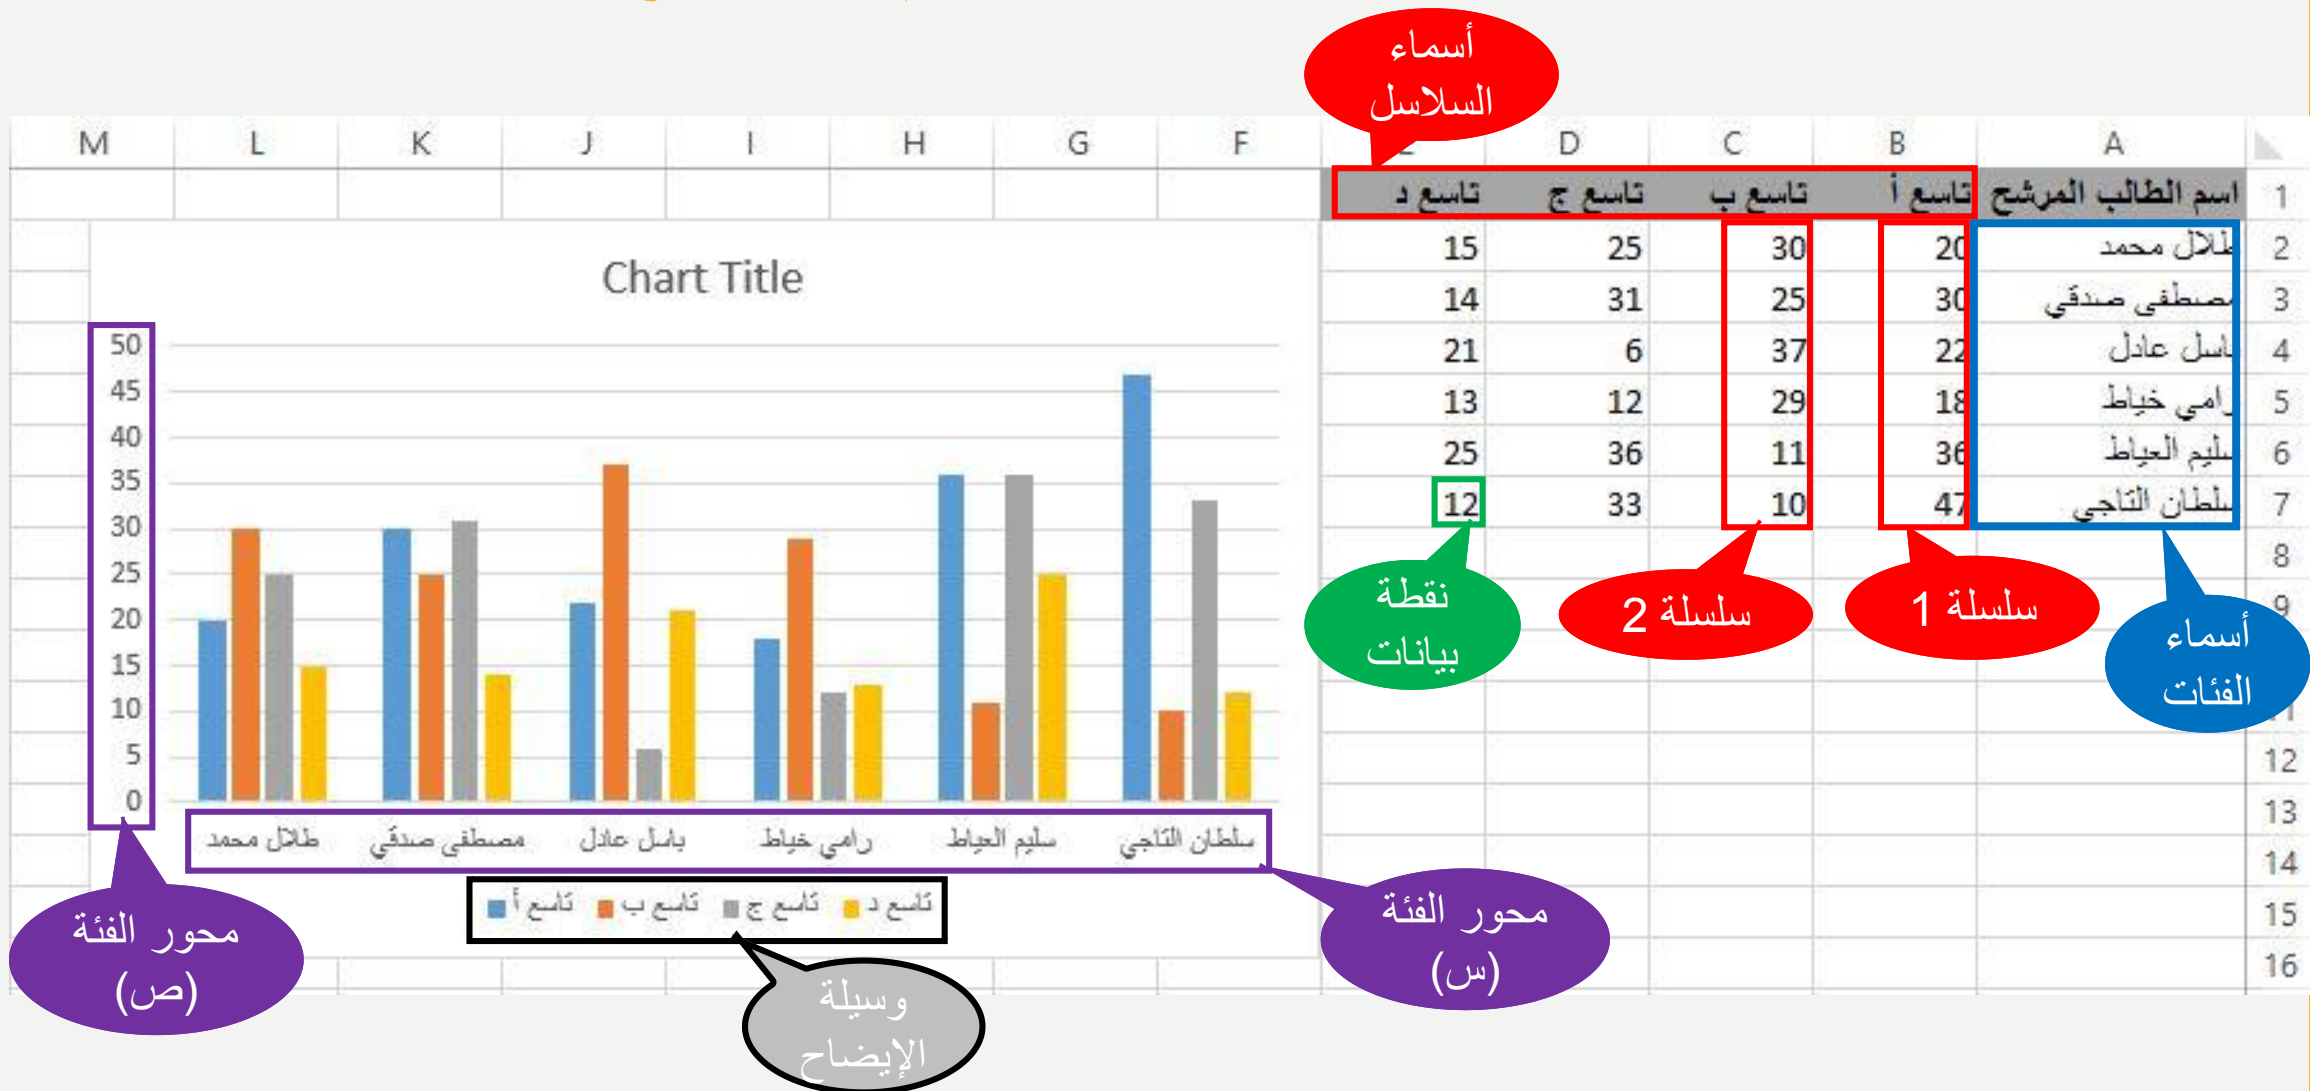 أسماء
السلاسل
A B C D F G H I J K L M
1 اسم الطالب المرشح تاسع أ تاسع ب تاسع ج تاسع د
2 طلال محمد 20 30 25 15
3 مصطفى صدقي 30 25 31 14
4 باسل عادل 22 37 6 21
5 رامي خياط 18 29 12 13
6 سليم العياط 36 11 36 25
7 سلطان التاجي 47 10 33 12
8
9
12
13
14
15
16
أسماء
الفئات
سلسلة 1
سلسلة 2
نقطة
بيانات
Chart Title
50
45
40
35
30
25
20
15
10
5
0
طلال محمد مصطفى صدقي باسل عادل رامي خياط سليم العياط سلطان التاجي
تاسع أ تاسع ب تاسع ج تاسع د
محور الفئة
(س)
محور الفئة
(ص)
وسيلة
الإيضاح